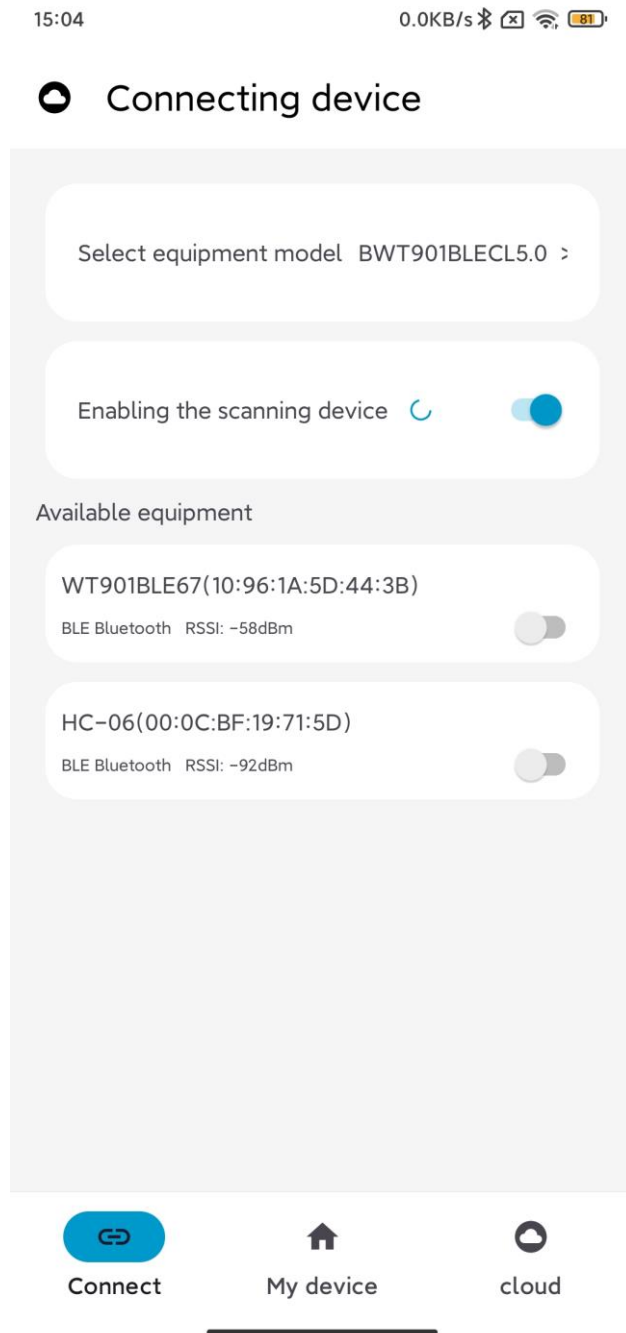 15:04 0.0KB/s 81
Connecting device
Select equipment model BWT901BLECL5.0 >
Enabling the scanning device
Available equipment
WT901BLE67(10:96:1A:5D:44:3B)
BLE Bluetooth RSSI: -58dBm
HC-06(00:0C:BF:19:71:5D)
BLE Bluetooth RSSI: -92dBm
Connect My device cloud